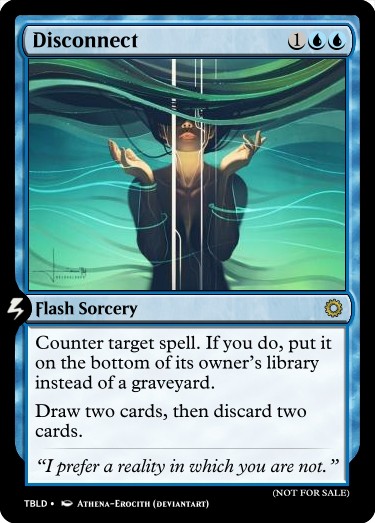 Disconnect 1
Flash Sorcery
Counter target spell. If you do, put it
on the bottom of its owner's library
instead of a graveyard.
Draw two cards, then discard two
cards.
“I prefer a reality in which you are not.”
(NOT FOR SALE)
TBLD • Athena-Erocith (deviantart)